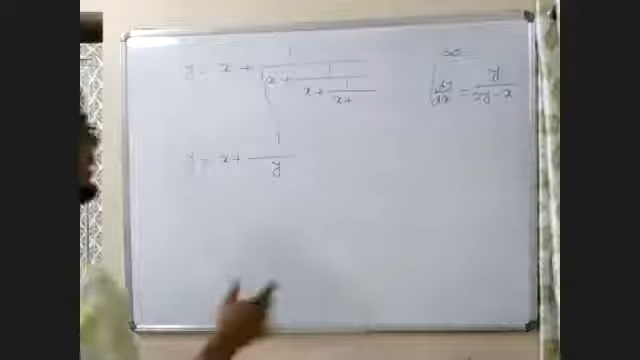 y = x + 1/(x + 1/(x + 1/(x +
y = x + 1/y
∞
dy/dx = y/(2y - x)